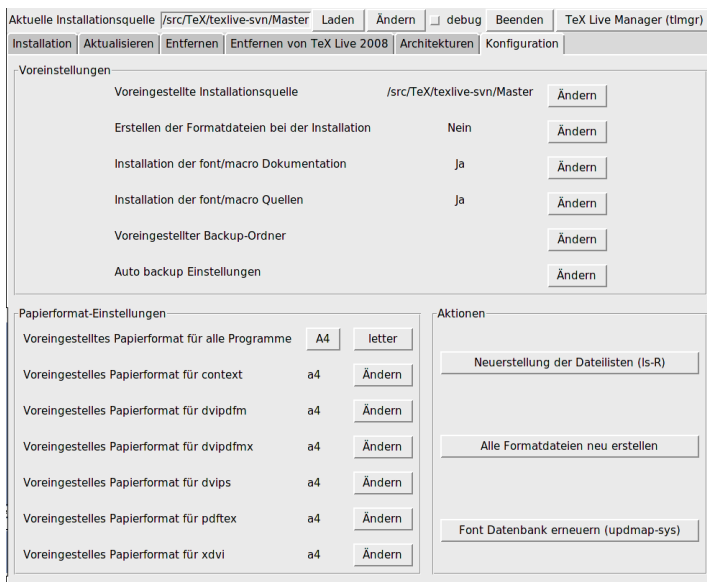 Aktuelle Installationsquelle /src/TeX/texlive-svn/Master Laden Ändern debug Beenden TeX Live Manager (tlmgr)
Installation Aktualisieren Entfernen Entfernen von TeX Live 2008 Architekturen Konfiguration
Voreinstellungen
Voreingestellte Installationsquelle /src/TeX/texlive-svn/Master Ändern
Erstellen der Formatdateien bei der Installation Nein Ändern
Installation der font/macro Dokumentation Ja Ändern
Installation der font/macro Quellen Ja Ändern
Voreingestellter Backup-Ordner Ändern
Auto backup Einstellungen Ändern
Papierformat-Einstellungen
Voreingestelltes Papierformat für alle Programme A4 letter
Voreingestelles Papierformat für context a4 Ändern
Voreingestelles Papierformat für dvipdfm a4 Ändern
Voreingestelles Papierformat für dvipdfmx a4 Ändern
Voreingestelles Papierformat für dvips a4 Ändern
Voreingestelles Papierformat für pdftex a4 Ändern
Voreingestelles Papierformat für xdvi a4 Ändern
Aktionen
Neuerstellung der Dateilisten (ls-R)
Alle Formatdateien neu erstellen
Font Datenbank erneuern (updmap-sys)